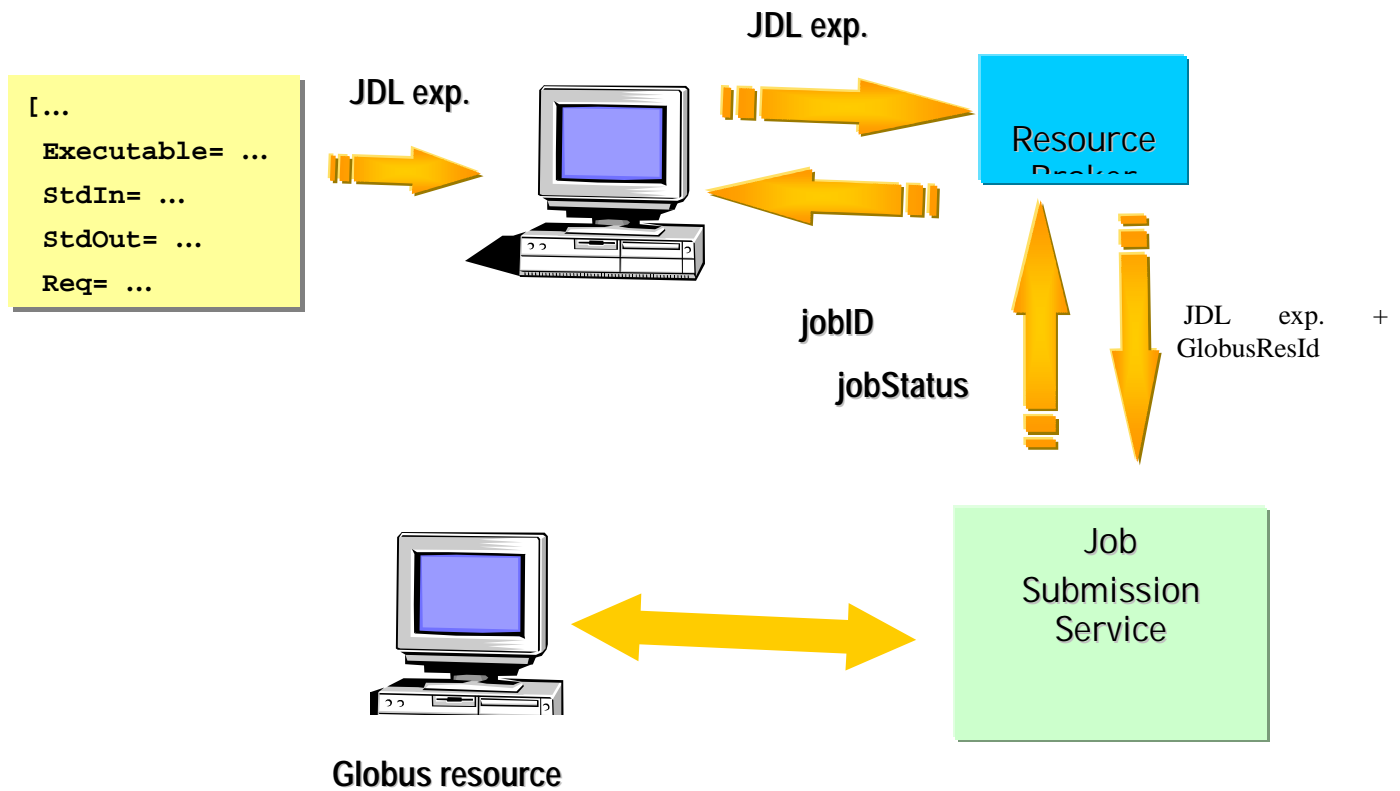 JDL exp.
JDL exp.
[…
Executable= …
StdIn= …
StdOut= …
Req= …
Resource
jobID
jobStatus
JDL exp. +
GlobusResId
Job
Submission
Service
Globus resource